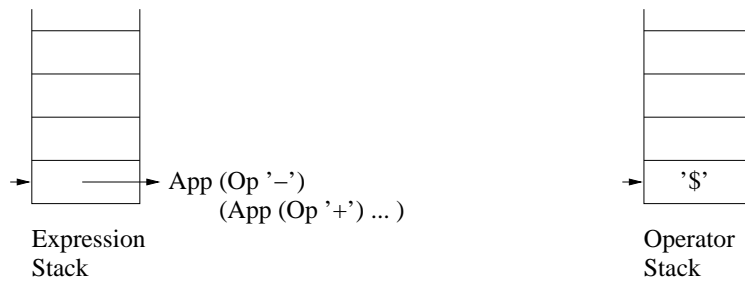 App (Op '−')
(App (Op '+') ... )
'$'
Expression
Stack
Operator
Stack